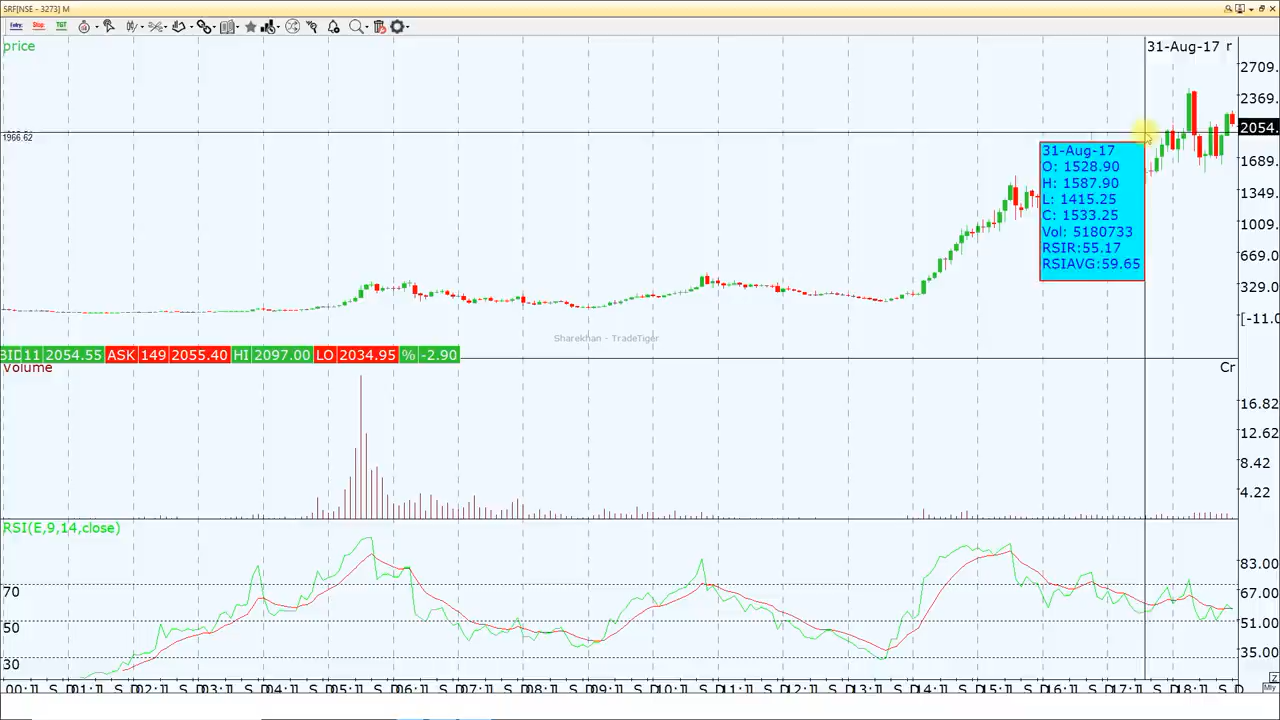 SRF[NSE - 3273] M
Entry Stop TGT
price
31-Aug-17
2709.
2369.
2054.
1966.62
1689.
1349.
1009.
669.0
329.0
[-11.0
31-Aug-17
O: 1528.90
H: 1587.90
L: 1415.25
C: 1533.25
Vol: 5180733
RSIR:55.17
RSIAVG:59.65
Sharekhan - TradeTiger
BID11 2054.55 ASK 149 2055.40 HI 2097.00 LO 2034.95 % -2.90
Volume
Cr
16.82
12.62
8.42
4.22
RSI(E,9,14,close)
83.00
70
67.00
50
51.00
30
35.00